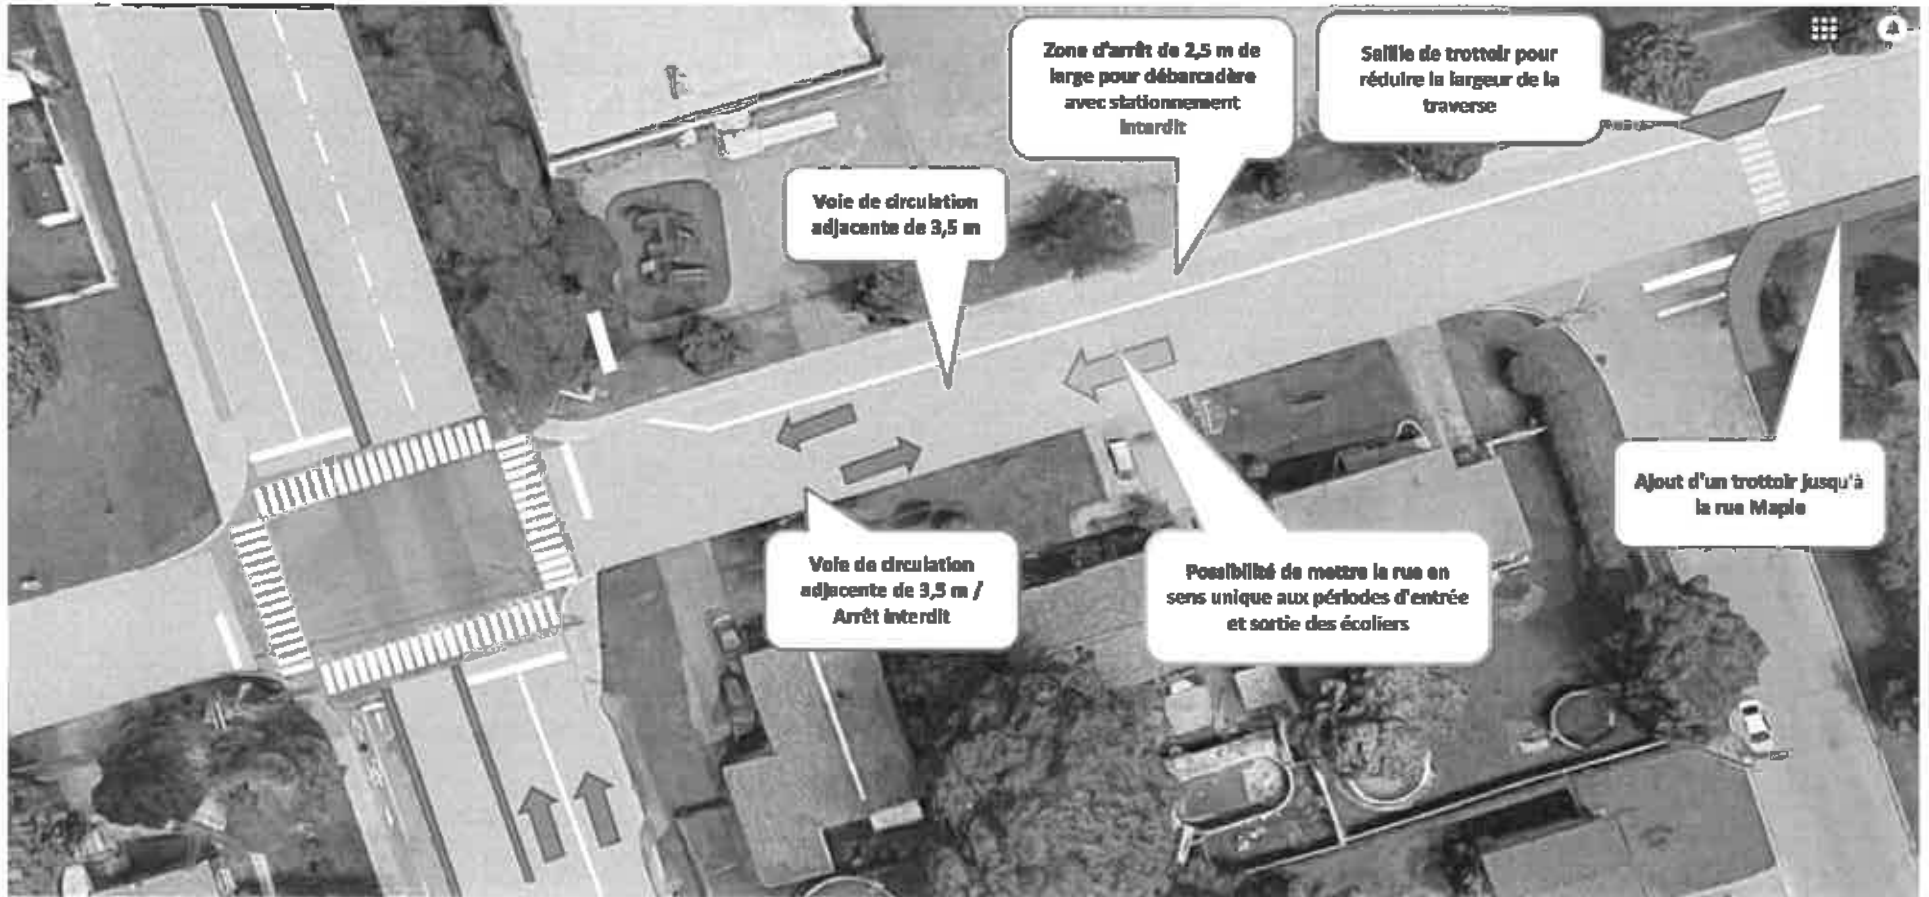 Zone d'arrêt de 2,5 m de
large pour débarcadère
avec stationnement
interdit
Saillie de trottoir pour
réduire la largeur de la
traverse
Voie de circulation
adjacente de 3,5 m
Ajout d'un trottoir jusqu'à
la rue Maple
Voie de circulation
adjacente de 3,5 m /
Arrêt interdit
Possibilité de mettre la rue en
sens unique aux périodes d'entrée
et sortie des écoliers